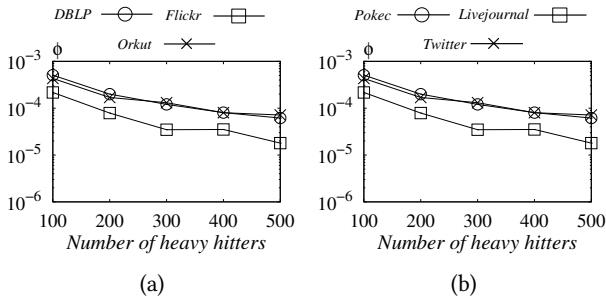 DBLP Flickr
Orkut
ϕ
10⁻³
10⁻⁴
10⁻⁵
10⁻⁶
100 200 300 400 500
Number of heavy hitters
(a)
Pokec Livejournal
Twitter
ϕ
10⁻³
10⁻⁴
10⁻⁵
10⁻⁶
100 200 300 400 500
Number of heavy hitters
(b)